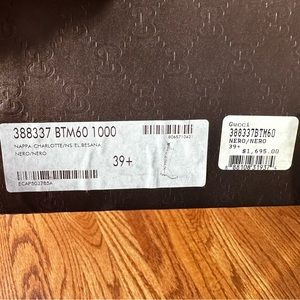 388337 BTM60 1000
8065710421
NAPPA CHARLOTTE/NS EL.BESANA
NERO/NERO
39+
Gucci
388337BTM60
NERO/NERO
39+
$1,695.00